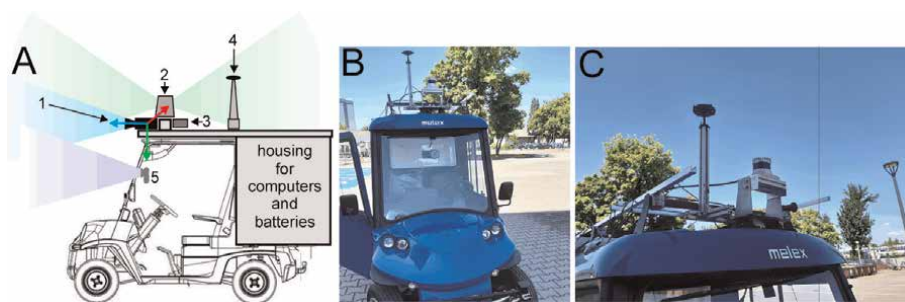 A
1
2
3
4
5
housing
for
computers
and
batteries
B
melex
C
melex